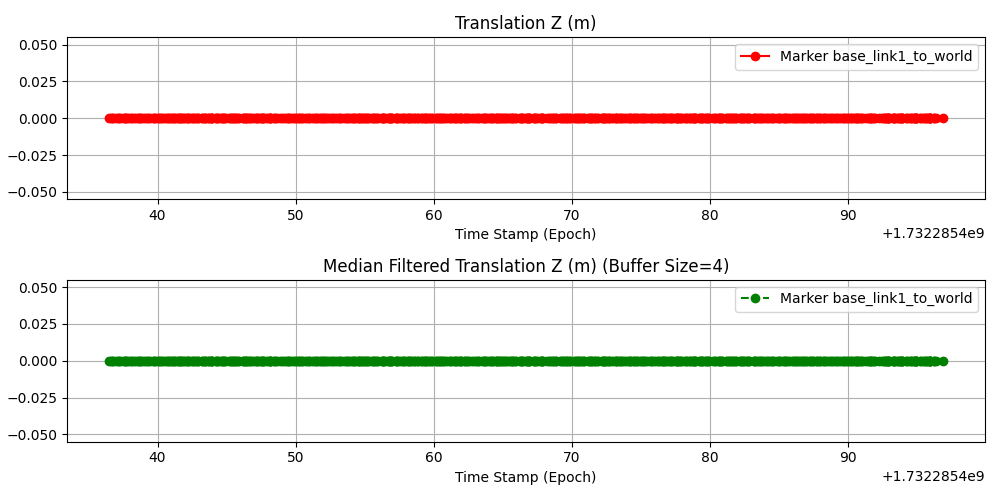 Translation Z (m)
0.050
0.025
0.000
−0.025
−0.050
Marker base_link1_to_world
40 50 60 70 80 90
Time Stamp (Epoch)
+1.7322854e9
Median Filtered Translation Z (m) (Buffer Size=4)
0.050
0.025
0.000
−0.025
−0.050
Marker base_link1_to_world
40 50 60 70 80 90
Time Stamp (Epoch)
+1.7322854e9